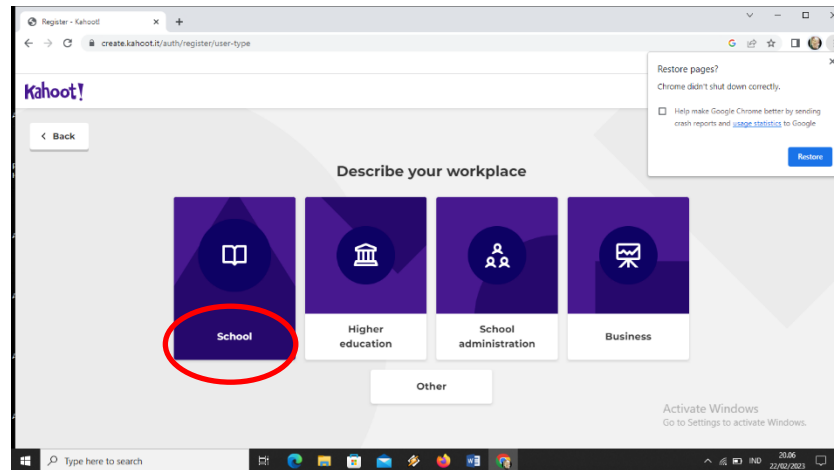 Register - Kahoot!
create.kahoot.it/auth/register/user-type
Restore pages?
Chrome didn't shut down correctly.
Help make Google Chrome better by sending
crash reports and usage statistics to Google
Restore
Kahoot!
Back
Describe your workplace
School
Higher
education
School
administration
Business
Other
Activate Windows
Go to Settings to activate Windows.
Type here to search
IND
20.06
22/02/2023